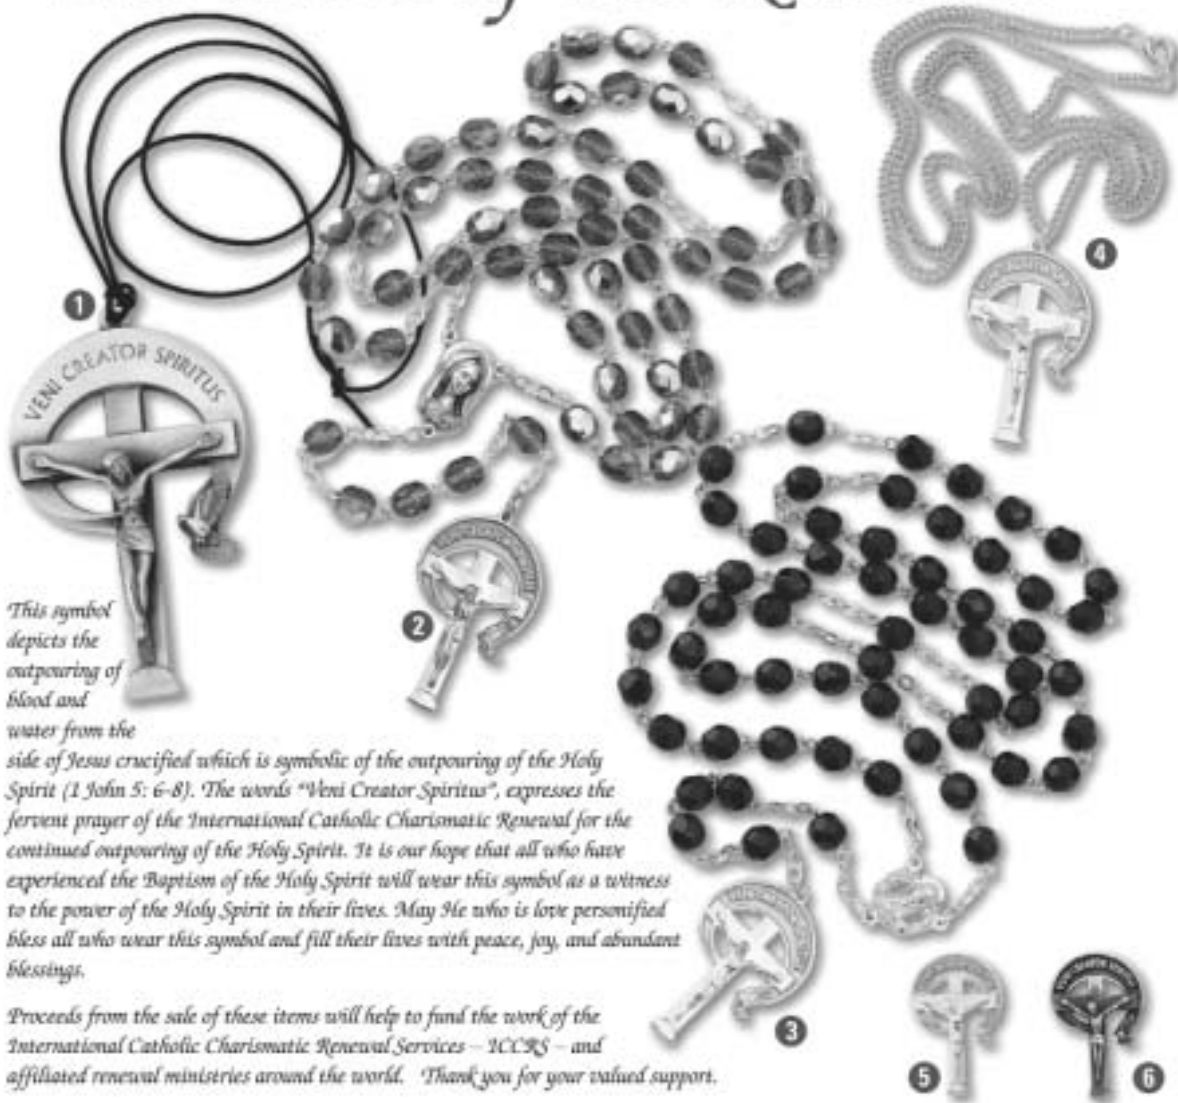 1
VENI CREATOR SPIRITUS
4
2
This symbol
depicts the
outpouring of
blood and
water from the
side of Jesus crucified which is symbolic of the outpouring of the Holy
Spirit (1 John 5: 6-8). The words "Veni Creator Spiritus", expresses the
fervent prayer of the International Catholic Charismatic Renewal for the
continued outpouring of the Holy Spirit. It is our hope that all who have
experienced the Baptism of the Holy Spirit will wear this symbol as a witness
to the power of the Holy Spirit in their lives. May He who is love personified
bless all who wear this symbol and fill their lives with peace, joy, and abundant
blessings.
Proceeds from the sale of these items will help to fund the work of the
International Catholic Charismatic Renewal Services – ICCRS – and
affiliated renewal ministries around the world. Thank you for your valued support.
3
5
6